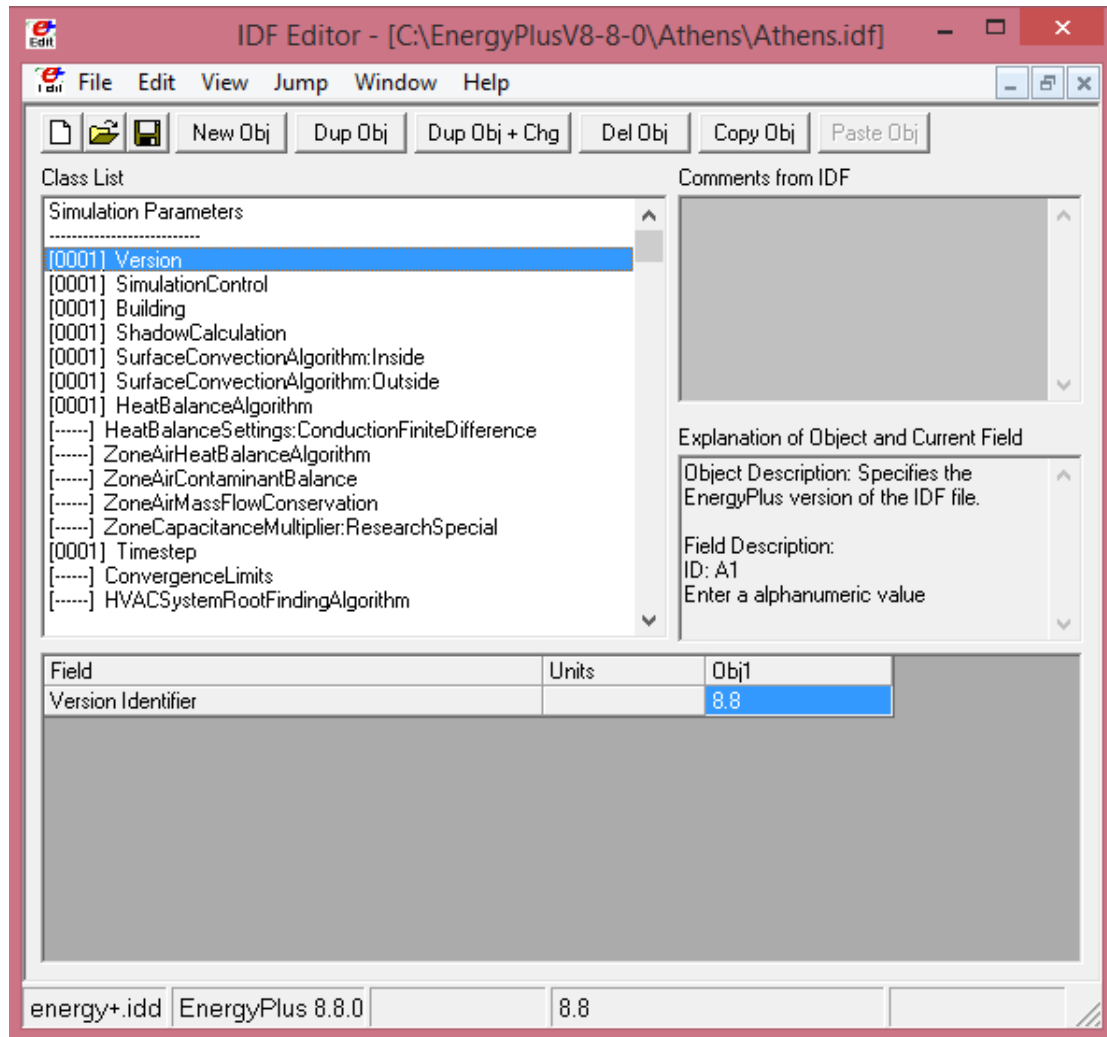 IDF Editor - [C:\EnergyPlusV8-8-0\Athens\Athens.idf]
File Edit View Jump Window Help
New Obj Dup Obj Dup Obj + Chg Del Obj Copy Obj Paste Obj
Class List
Simulation Parameters
---------------------------
[0001] Version
[0001] SimulationControl
[0001] Building
[0001] ShadowCalculation
[0001] SurfaceConvectionAlgorithm:Inside
[0001] SurfaceConvectionAlgorithm:Outside
[0001] HeatBalanceAlgorithm
[------] HeatBalanceSettings:ConductionFiniteDifference
[------] ZoneAirHeatBalanceAlgorithm
[------] ZoneAirContaminantBalance
[------] ZoneAirMassFlowConservation
[------] ZoneCapacitanceMultiplier:ResearchSpecial
[0001] Timestep
[------] ConvergenceLimits
[------] HVACSystemRootFindingAlgorithm
Comments from IDF
Explanation of Object and Current Field
Object Description: Specifies the
EnergyPlus version of the IDF file.
Field Description:
ID: A1
Enter a alphanumeric value
Field Units Obj1
Version Identifier 8.8
energy+.idd EnergyPlus 8.8.0 8.8